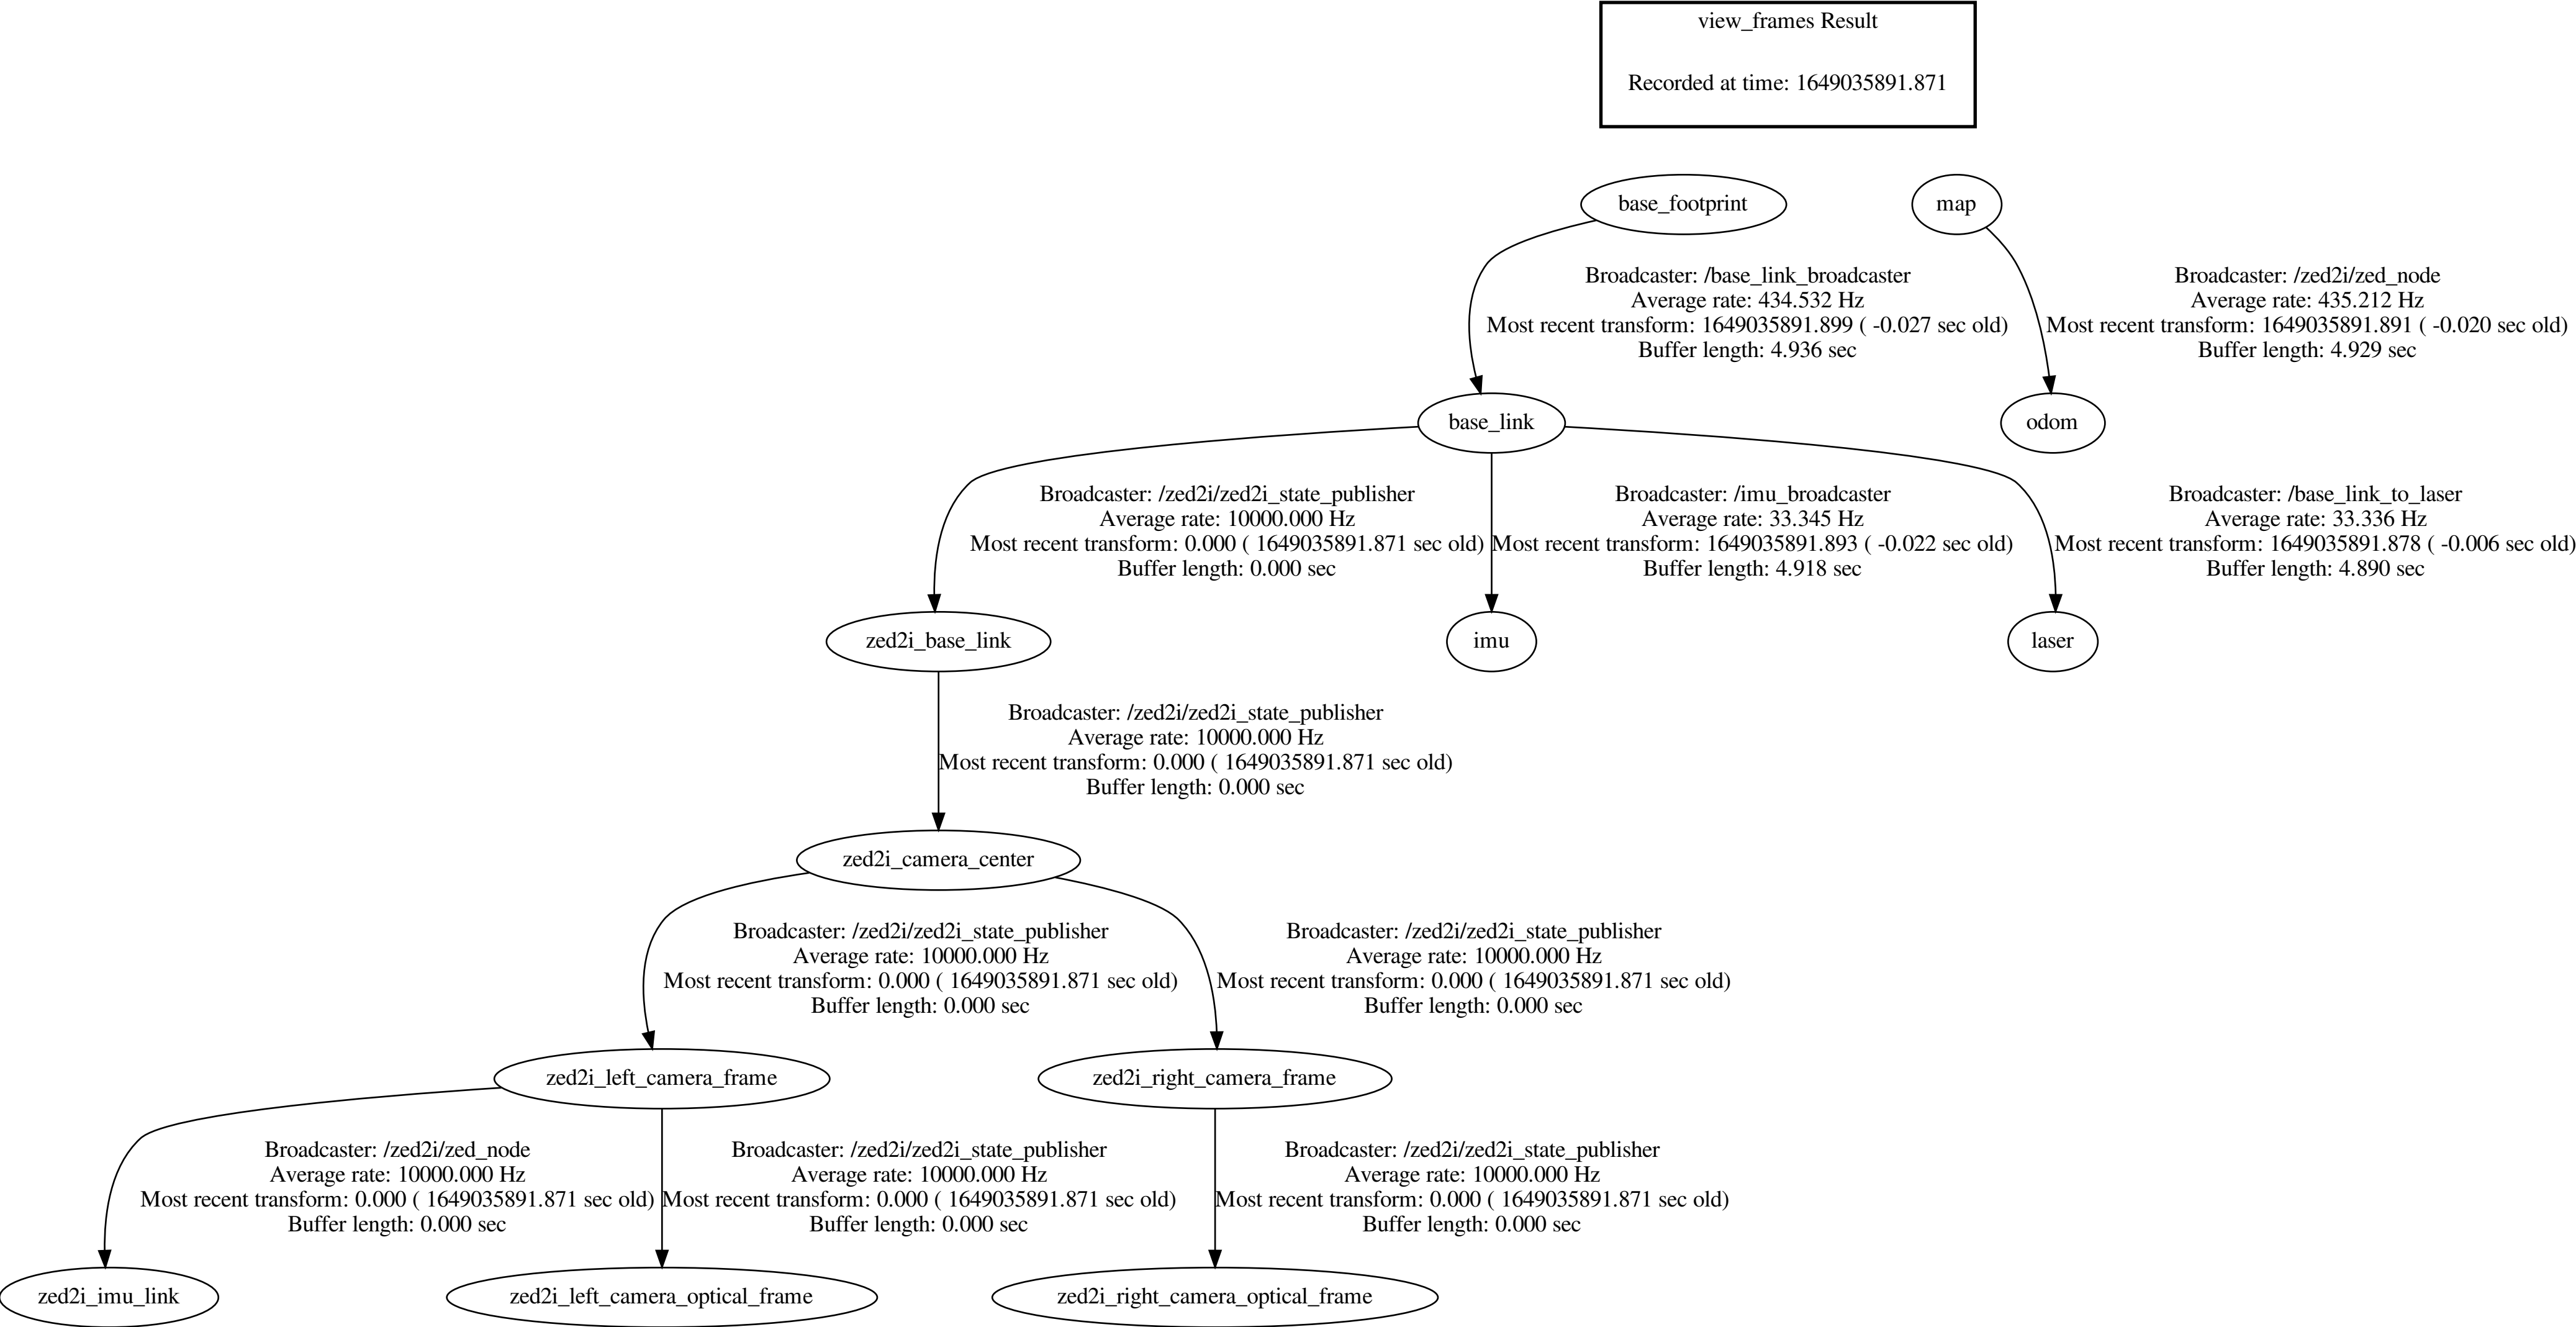 view_frames Result
Recorded at time: 1649035891.871
base_footprint
map
Broadcaster: /base_link_broadcaster
Average rate: 434.532 Hz
Most recent transform: 1649035891.899 ( -0.027 sec old)
Buffer length: 4.936 sec
Broadcaster: /zed2i/zed_node
Average rate: 435.212 Hz
Most recent transform: 1649035891.891 ( -0.020 sec old)
Buffer length: 4.929 sec
base_link
odom
Broadcaster: /zed2i/zed2i_state_publisher
Average rate: 10000.000 Hz
Most recent transform: 0.000 ( 1649035891.871 sec old)
Buffer length: 0.000 sec
Broadcaster: /imu_broadcaster
Average rate: 33.345 Hz
Most recent transform: 1649035891.893 ( -0.022 sec old)
Buffer length: 4.918 sec
Broadcaster: /base_link_to_laser
Average rate: 33.336 Hz
Most recent transform: 1649035891.878 ( -0.006 sec old)
Buffer length: 4.890 sec
zed2i_base_link
imu
laser
Broadcaster: /zed2i/zed2i_state_publisher
Average rate: 10000.000 Hz
Most recent transform: 0.000 ( 1649035891.871 sec old)
Buffer length: 0.000 sec
zed2i_camera_center
Broadcaster: /zed2i/zed2i_state_publisher
Average rate: 10000.000 Hz
Most recent transform: 0.000 ( 1649035891.871 sec old)
Buffer length: 0.000 sec
Broadcaster: /zed2i/zed2i_state_publisher
Average rate: 10000.000 Hz
Most recent transform: 0.000 ( 1649035891.871 sec old)
Buffer length: 0.000 sec
zed2i_left_camera_frame
zed2i_right_camera_frame
Broadcaster: /zed2i/zed_node
Average rate: 10000.000 Hz
Most recent transform: 0.000 ( 1649035891.871 sec old)
Buffer length: 0.000 sec
Broadcaster: /zed2i/zed2i_state_publisher
Average rate: 10000.000 Hz
Most recent transform: 0.000 ( 1649035891.871 sec old)
Buffer length: 0.000 sec
Broadcaster: /zed2i/zed2i_state_publisher
Average rate: 10000.000 Hz
Most recent transform: 0.000 ( 1649035891.871 sec old)
Buffer length: 0.000 sec
zed2i_imu_link
zed2i_left_camera_optical_frame
zed2i_right_camera_optical_frame